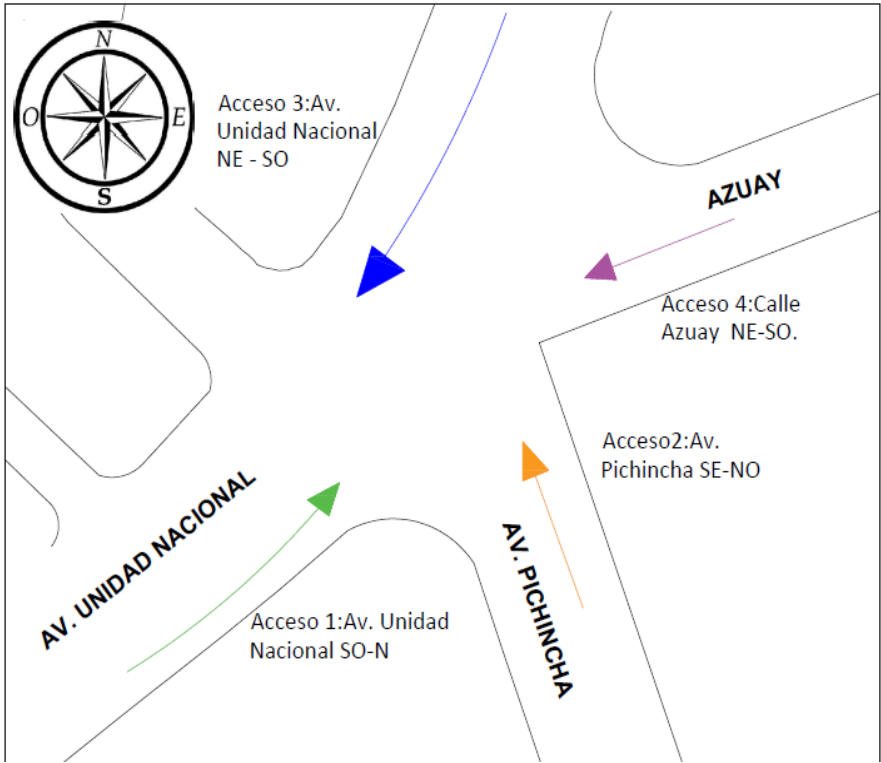 N
O
E
S
Acceso 3:Av.
Unidad Nacional
NE - SO
AZUAY
Acceso 4:Calle
Azuay NE-SO.
Acceso2:Av.
Pichincha SE-NO
AV. UNIDAD NACIONAL
AV. PICHINCHA
Acceso 1:Av. Unidad
Nacional SO-N